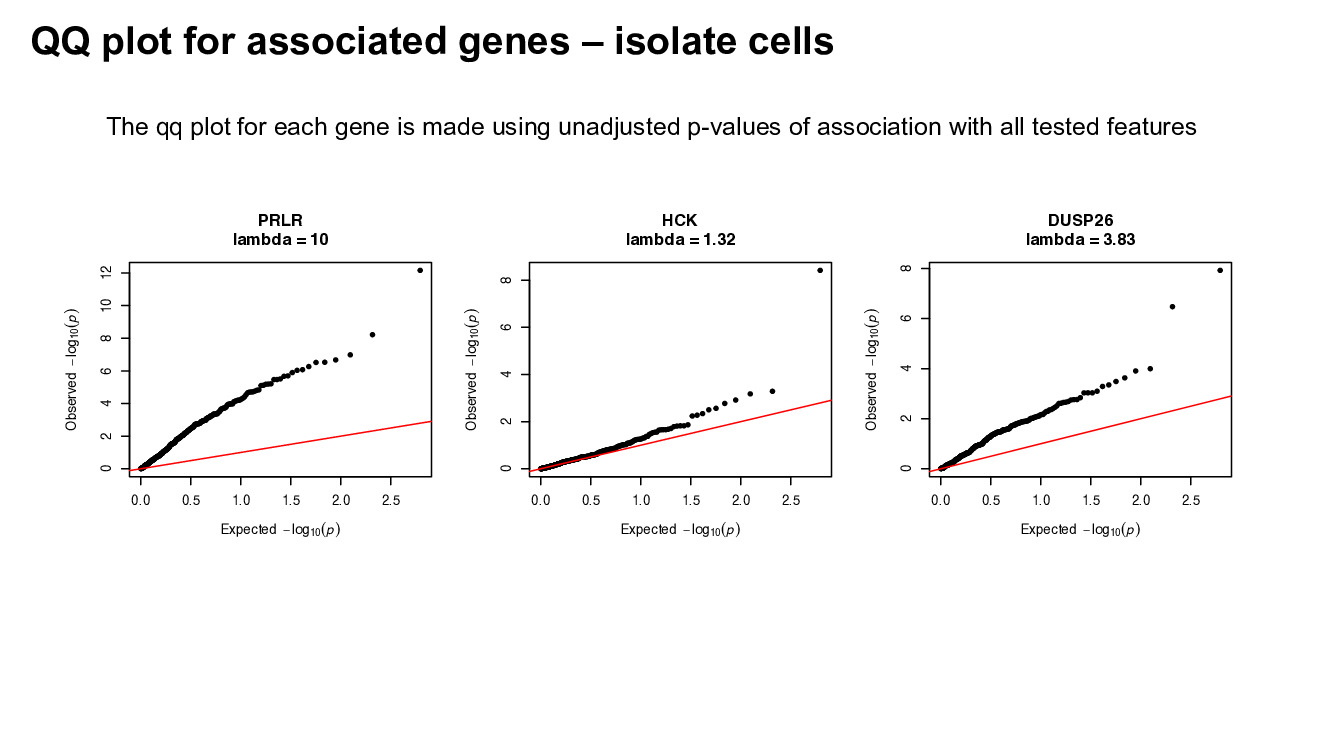 QQ plot for associated genes – isolate cells
The qq plot for each gene is made using unadjusted p-values of association with all tested features
PRLR
lambda = 10
Observed −log10(p)
12
10
8
6
4
2
0
0.0 0.5 1.0 1.5 2.0 2.5
Expected −log10(p)
HCK
lambda = 1.32
Observed −log10(p)
8
6
4
2
0
0.0 0.5 1.0 1.5 2.0 2.5
Expected −log10(p)
DUSP26
lambda = 3.83
Observed −log10(p)
8
6
4
2
0
0.0 0.5 1.0 1.5 2.0 2.5
Expected −log10(p)